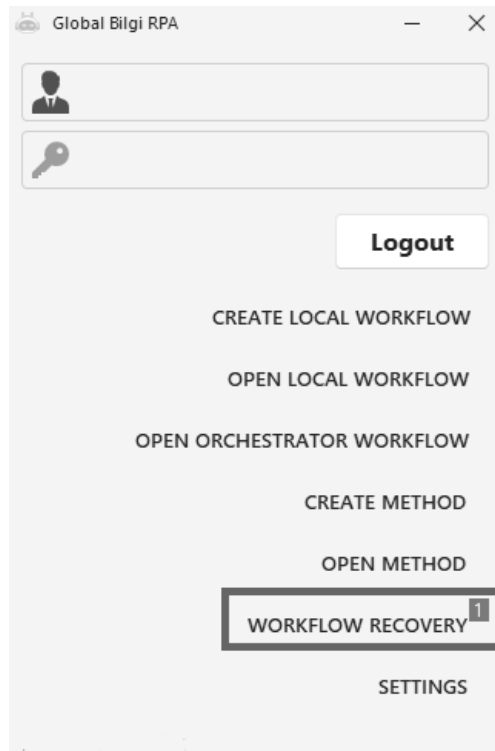 Global Bilgi RPA
Logout
CREATE LOCAL WORKFLOW
OPEN LOCAL WORKFLOW
OPEN ORCHESTRATOR WORKFLOW
CREATE METHOD
OPEN METHOD
WORKFLOW RECOVERY 1
SETTINGS